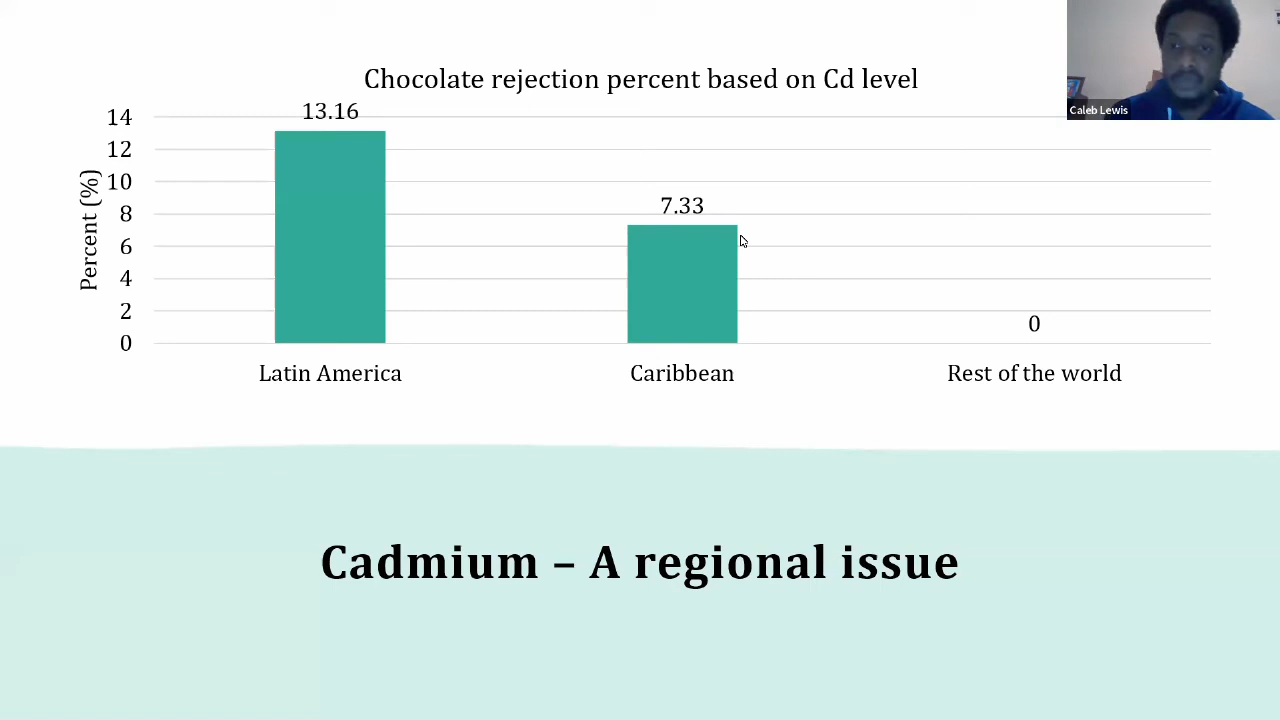 Chocolate rejection percent based on Cd level
Caleb Lewis
Percent (%)
14
12
10
8
6
4
2
0
13.16
7.33
0
Latin America
Caribbean
Rest of the world
Cadmium – A regional issue